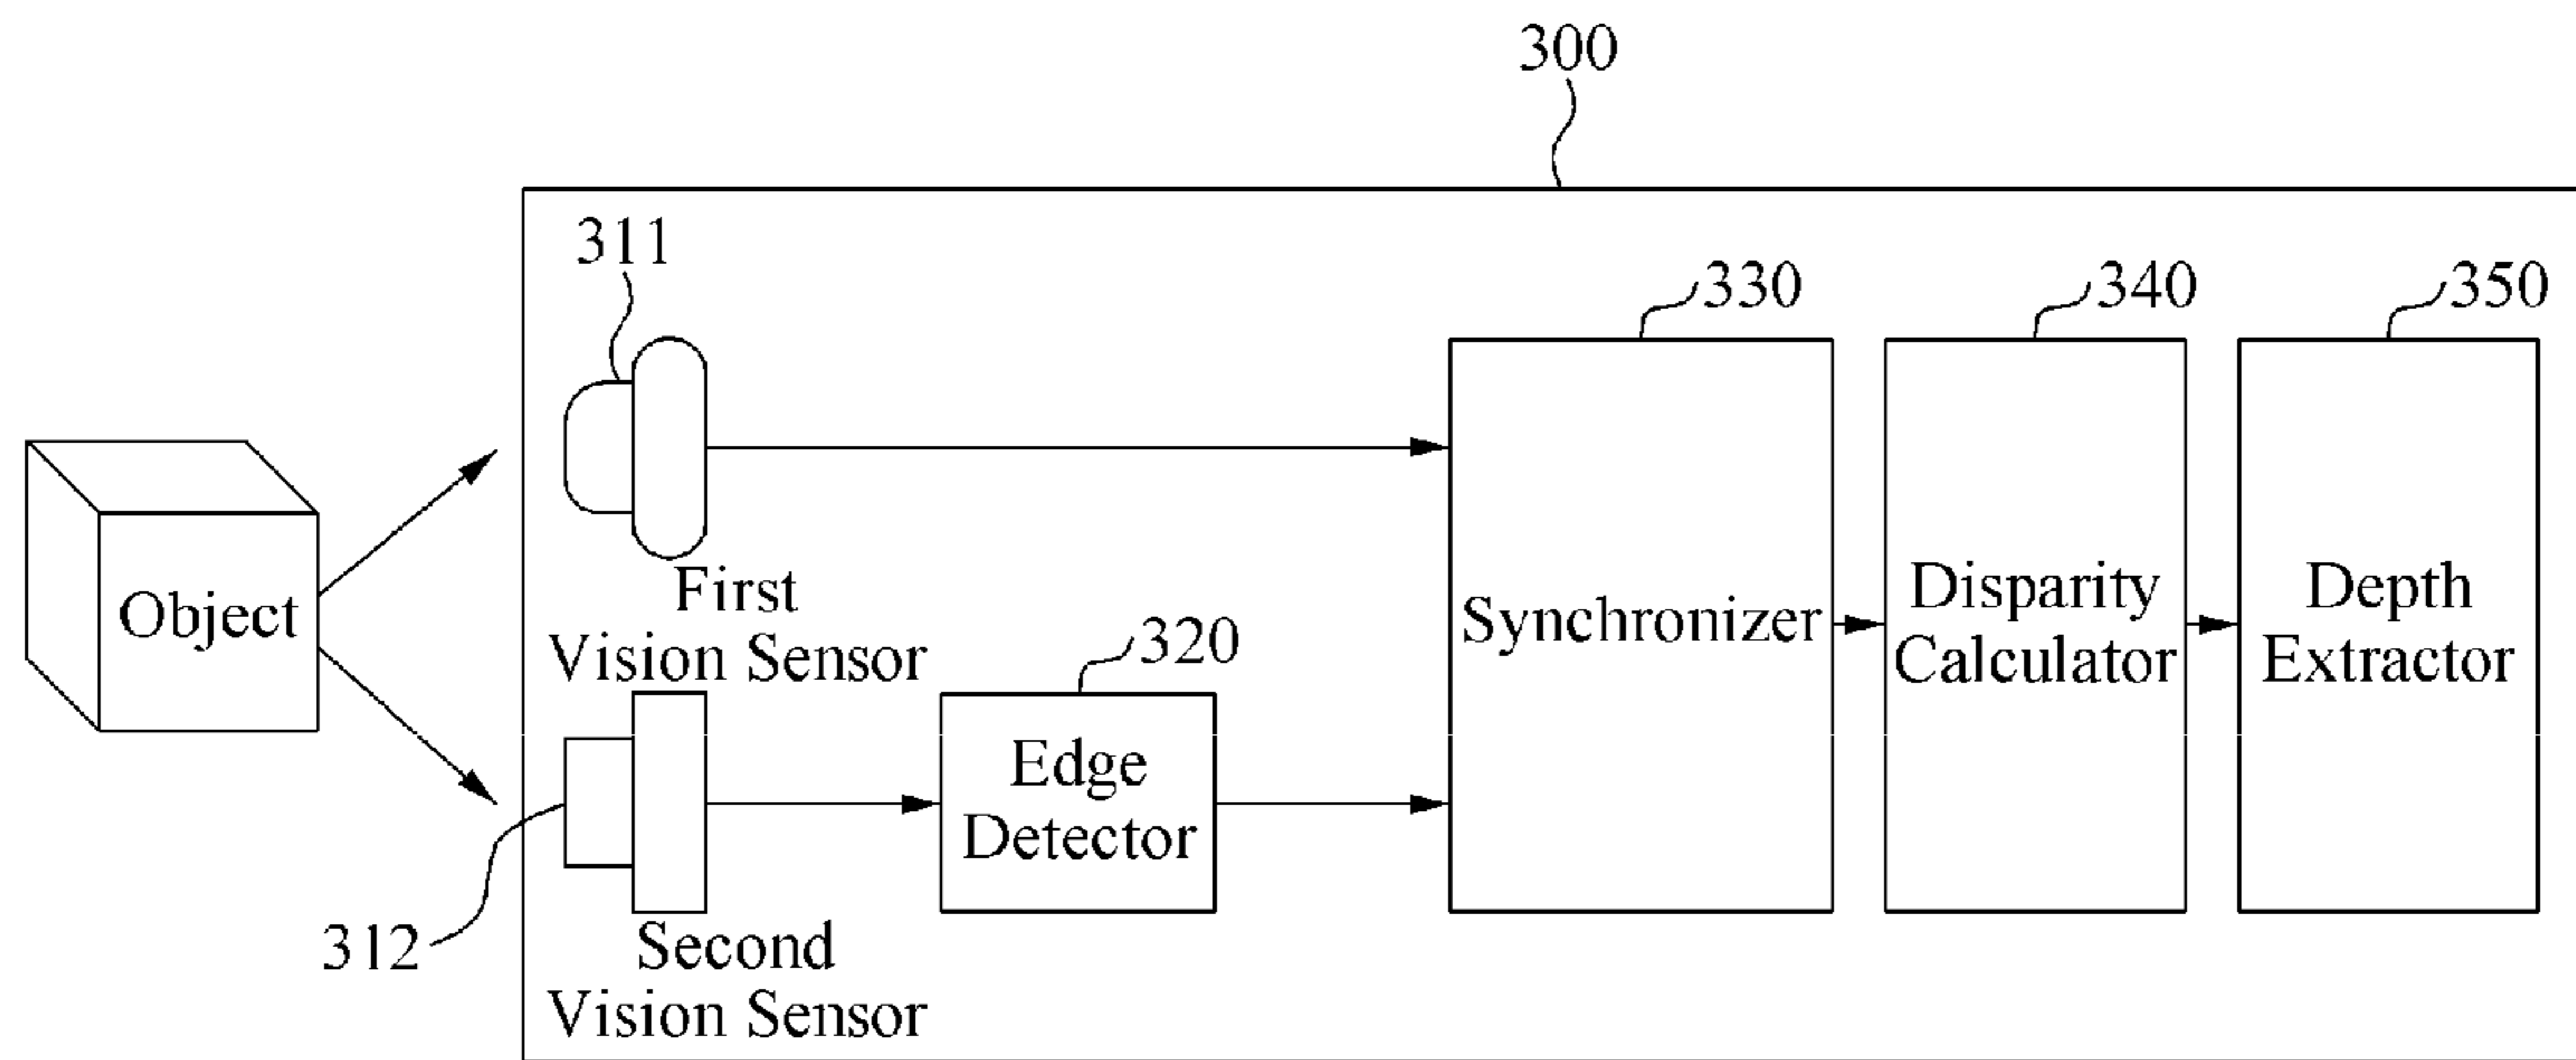 300
311
330
340
350
First
Vision Sensor
Object
320
Synchronizer
Disparity
Calculator
Depth
Extractor
Edge
Detector
312
Second
Vision Sensor